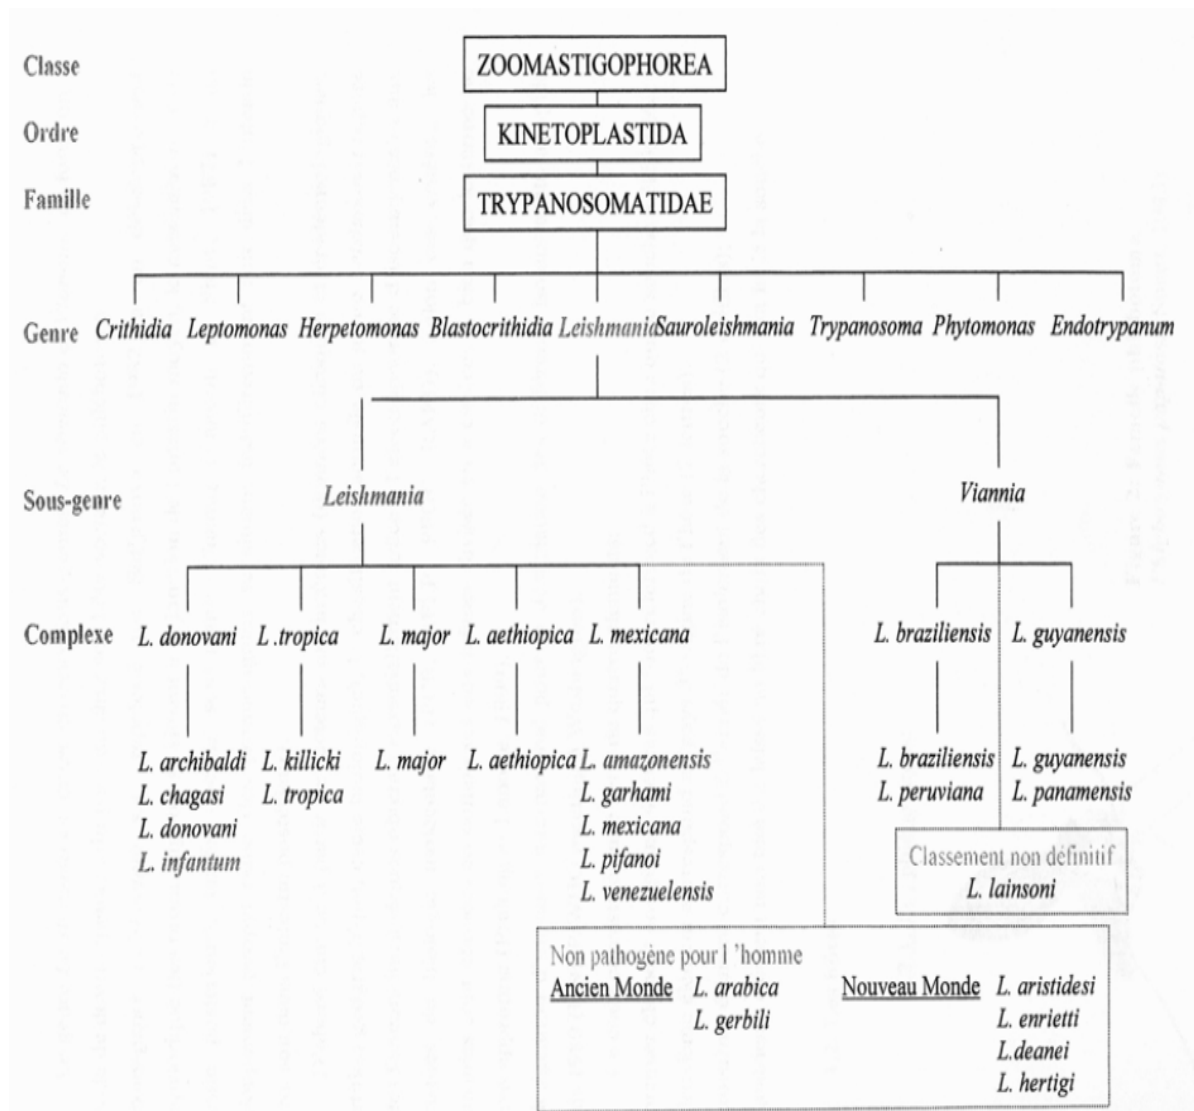 Classe ZOOMASTIGOPHOREA
Ordre KINETOPLASTIDA
Famille TRYPANOSOMATIDAE
Genre Crithidia Leptomonas Herpetomonas Blastocrithidia Leishmania Sauroleishmania Trypanosoma Phytomonas Endotrypanum
Sous-genre Leishmania Viannia
Complexe L. donovani L .tropica L. major L. aethiopica L. mexicana L. braziliensis L. guyanensis
L. archibaldi L. killicki L. major L. aethiopica L. amazonensis L. braziliensis L. guyanensis
L. chagasi L. tropica L. garhami L. peruviana L. panamensis
L. donovani L. mexicana
L. infantum L. pifanoi Classement non définitif
L. venezuelensis L. lainsoni
Non pathogène pour l 'homme
Ancien Monde L. arabica Nouveau Monde L. aristidesi
L. gerbili L. enrietti
L.deanei
L. hertigi